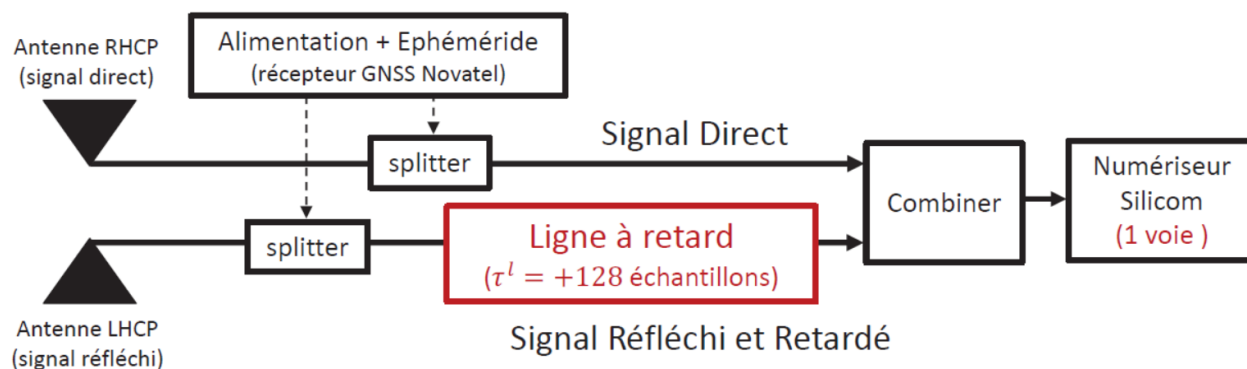 Antenne RHCP
(signal direct)
Alimentation + Ephéméride
(récepteur GNSS Novatel)
Signal Direct
splitter
Combiner
Numériseur
Silicom
(1 voie )
splitter
Ligne à retard
(τˡ = +128 échantillons)
Antenne LHCP
(signal réfléchi)
Signal Réfléchi et Retardé